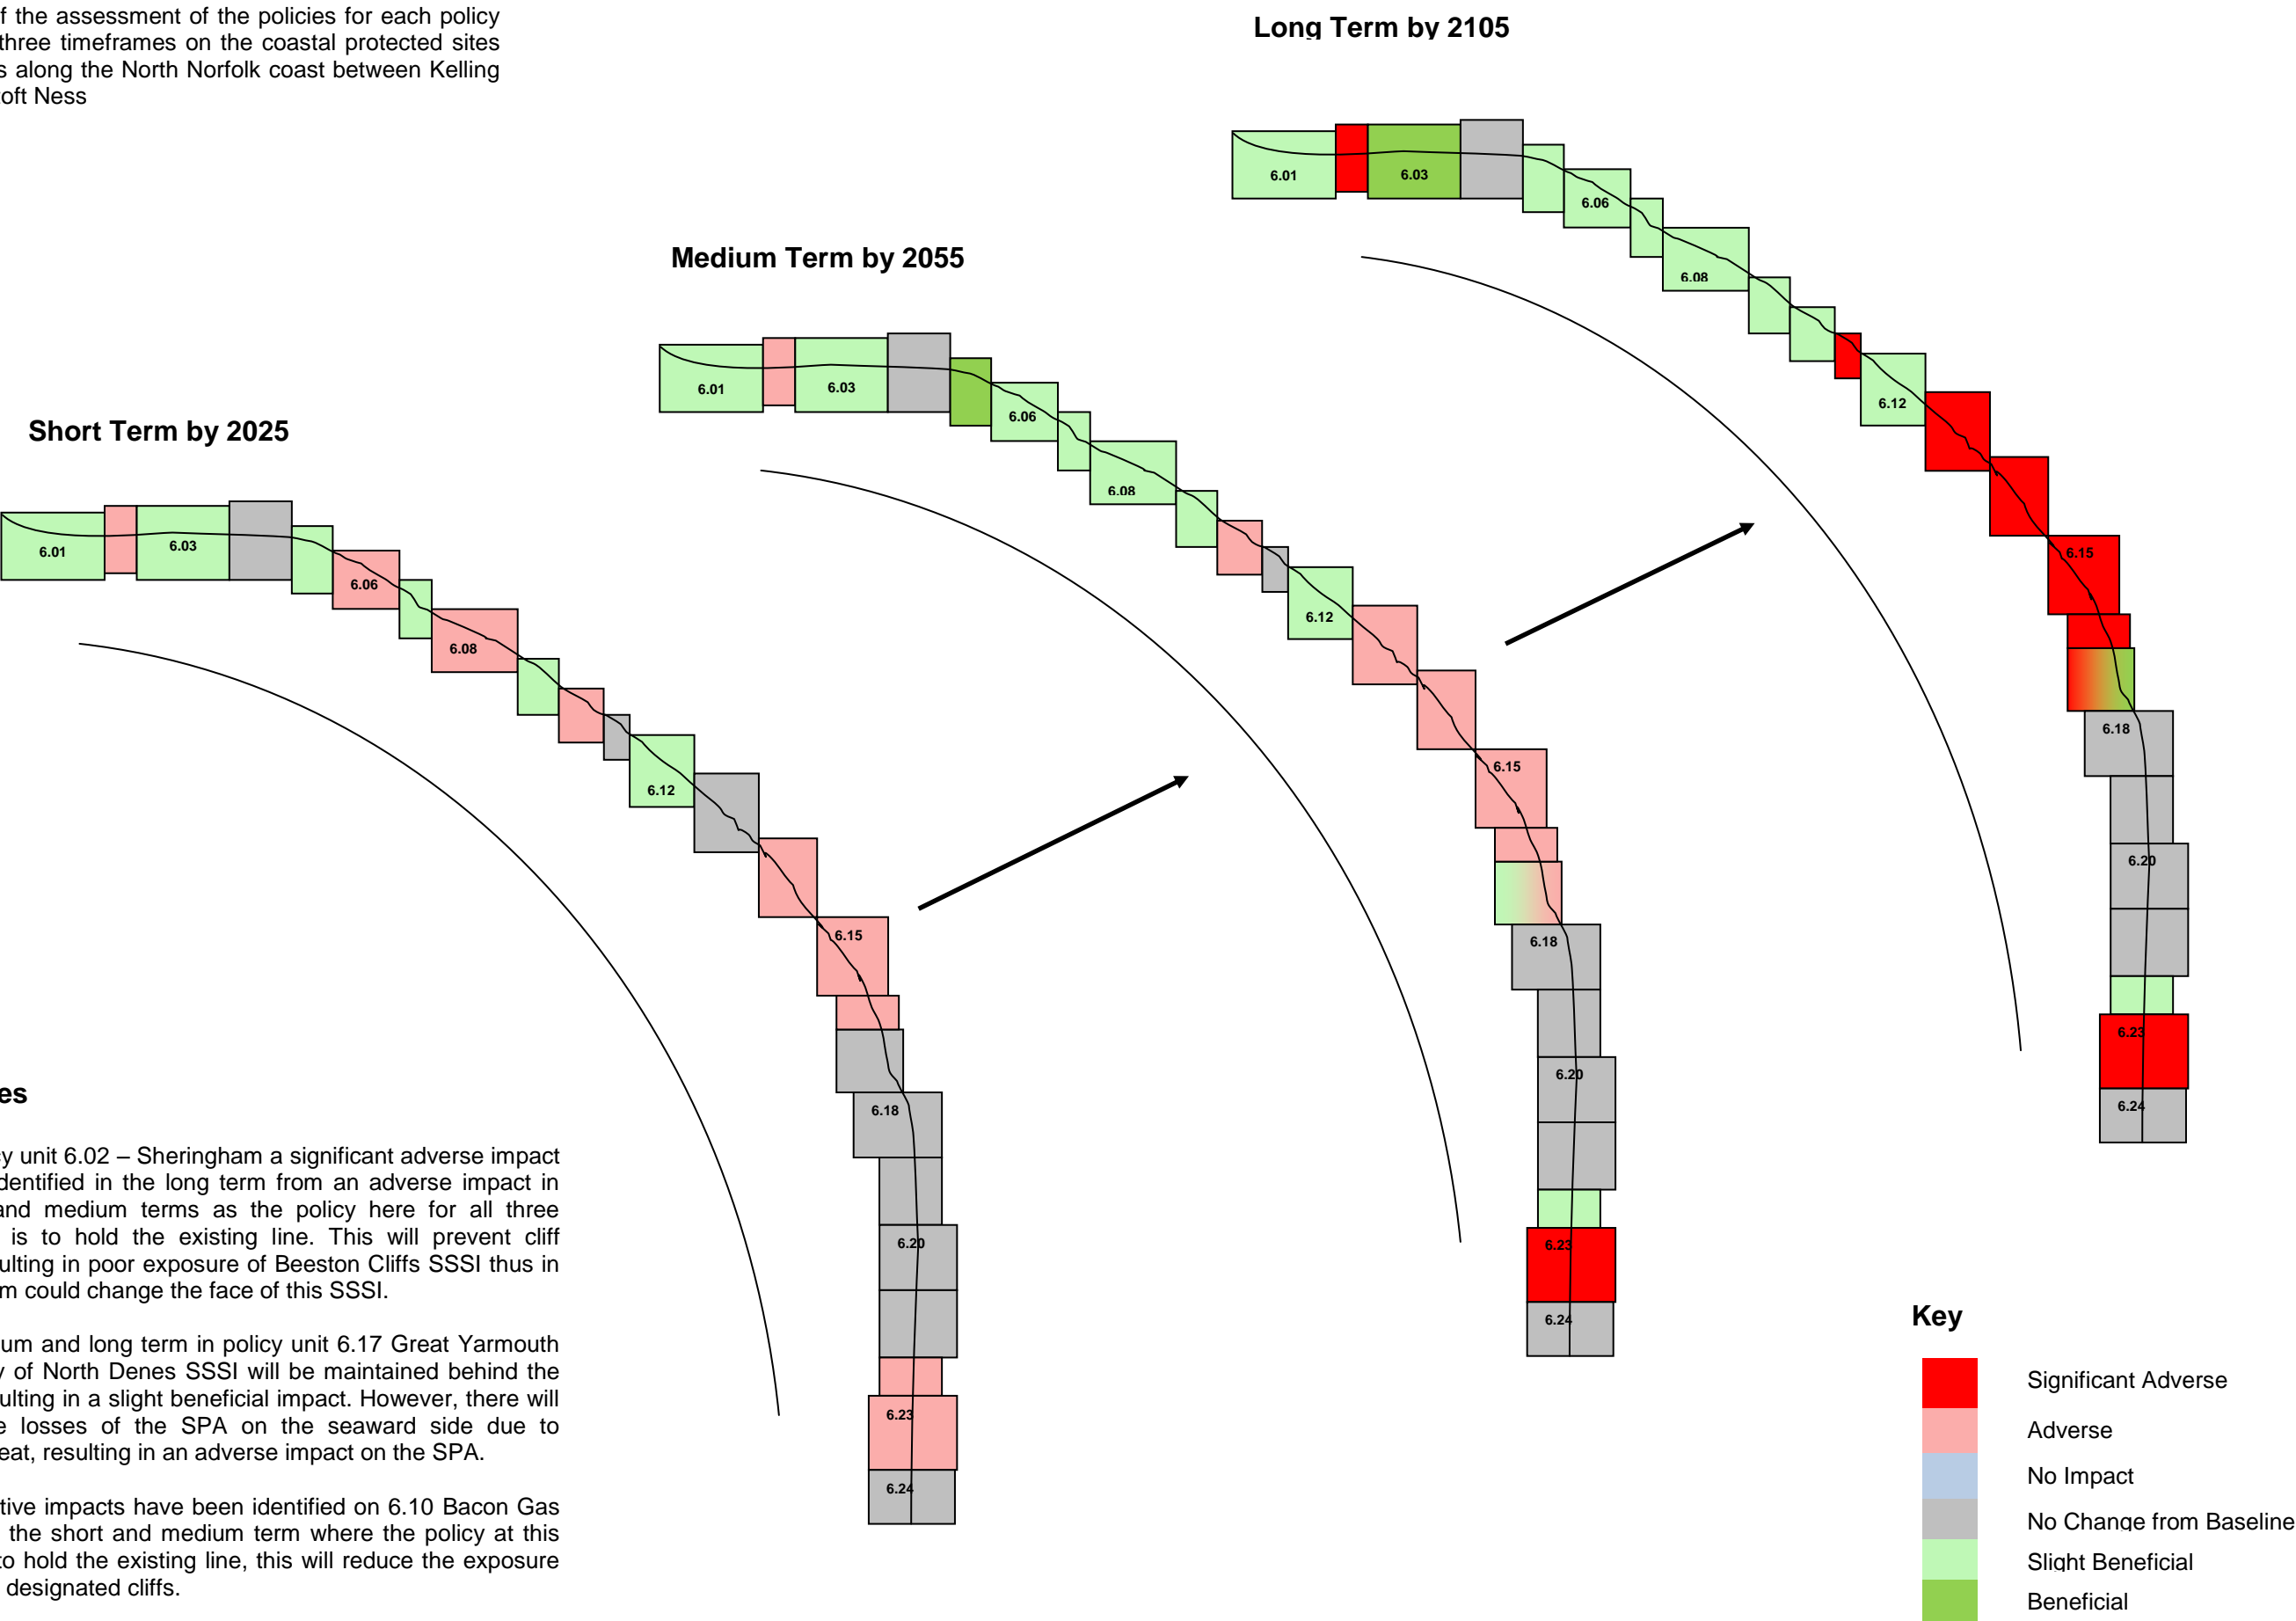 f the assessment of the policies for each policy
three timeframes on the coastal protected sites
s along the North Norfolk coast between Kelling
toft Ness
Long Term by 2105
6.01
6.03
6.06
6.08
6.12
6.15
6.18
6.20
6.23
6.24
Medium Term by 2055
6.01
6.03
6.06
6.08
6.12
6.15
6.18
6.20
6.23
6.24
Short Term by 2025
6.01
6.03
6.06
6.08
6.12
6.15
6.18
6.20
6.23
6.24
es
cy unit 6.02 – Sheringham a significant adverse impact
dentified in the long term from an adverse impact in
and medium terms as the policy here for all three
is to hold the existing line. This will prevent cliff
ulting in poor exposure of Beeston Cliffs SSSI thus in
m could change the face of this SSSI.
ium and long term in policy unit 6.17 Great Yarmouth
y of North Denes SSSI will be maintained behind the
sulting in a slight beneficial impact. However, there will
e losses of the SPA on the seaward side due to
eat, resulting in an adverse impact on the SPA.
tive impacts have been identified on 6.10 Bacon Gas
the short and medium term where the policy at this
to hold the existing line, this will reduce the exposure
designated cliffs.
Key
Significant Adverse
Adverse
No Impact
No Change from Baseline
Slight Beneficial
Beneficial